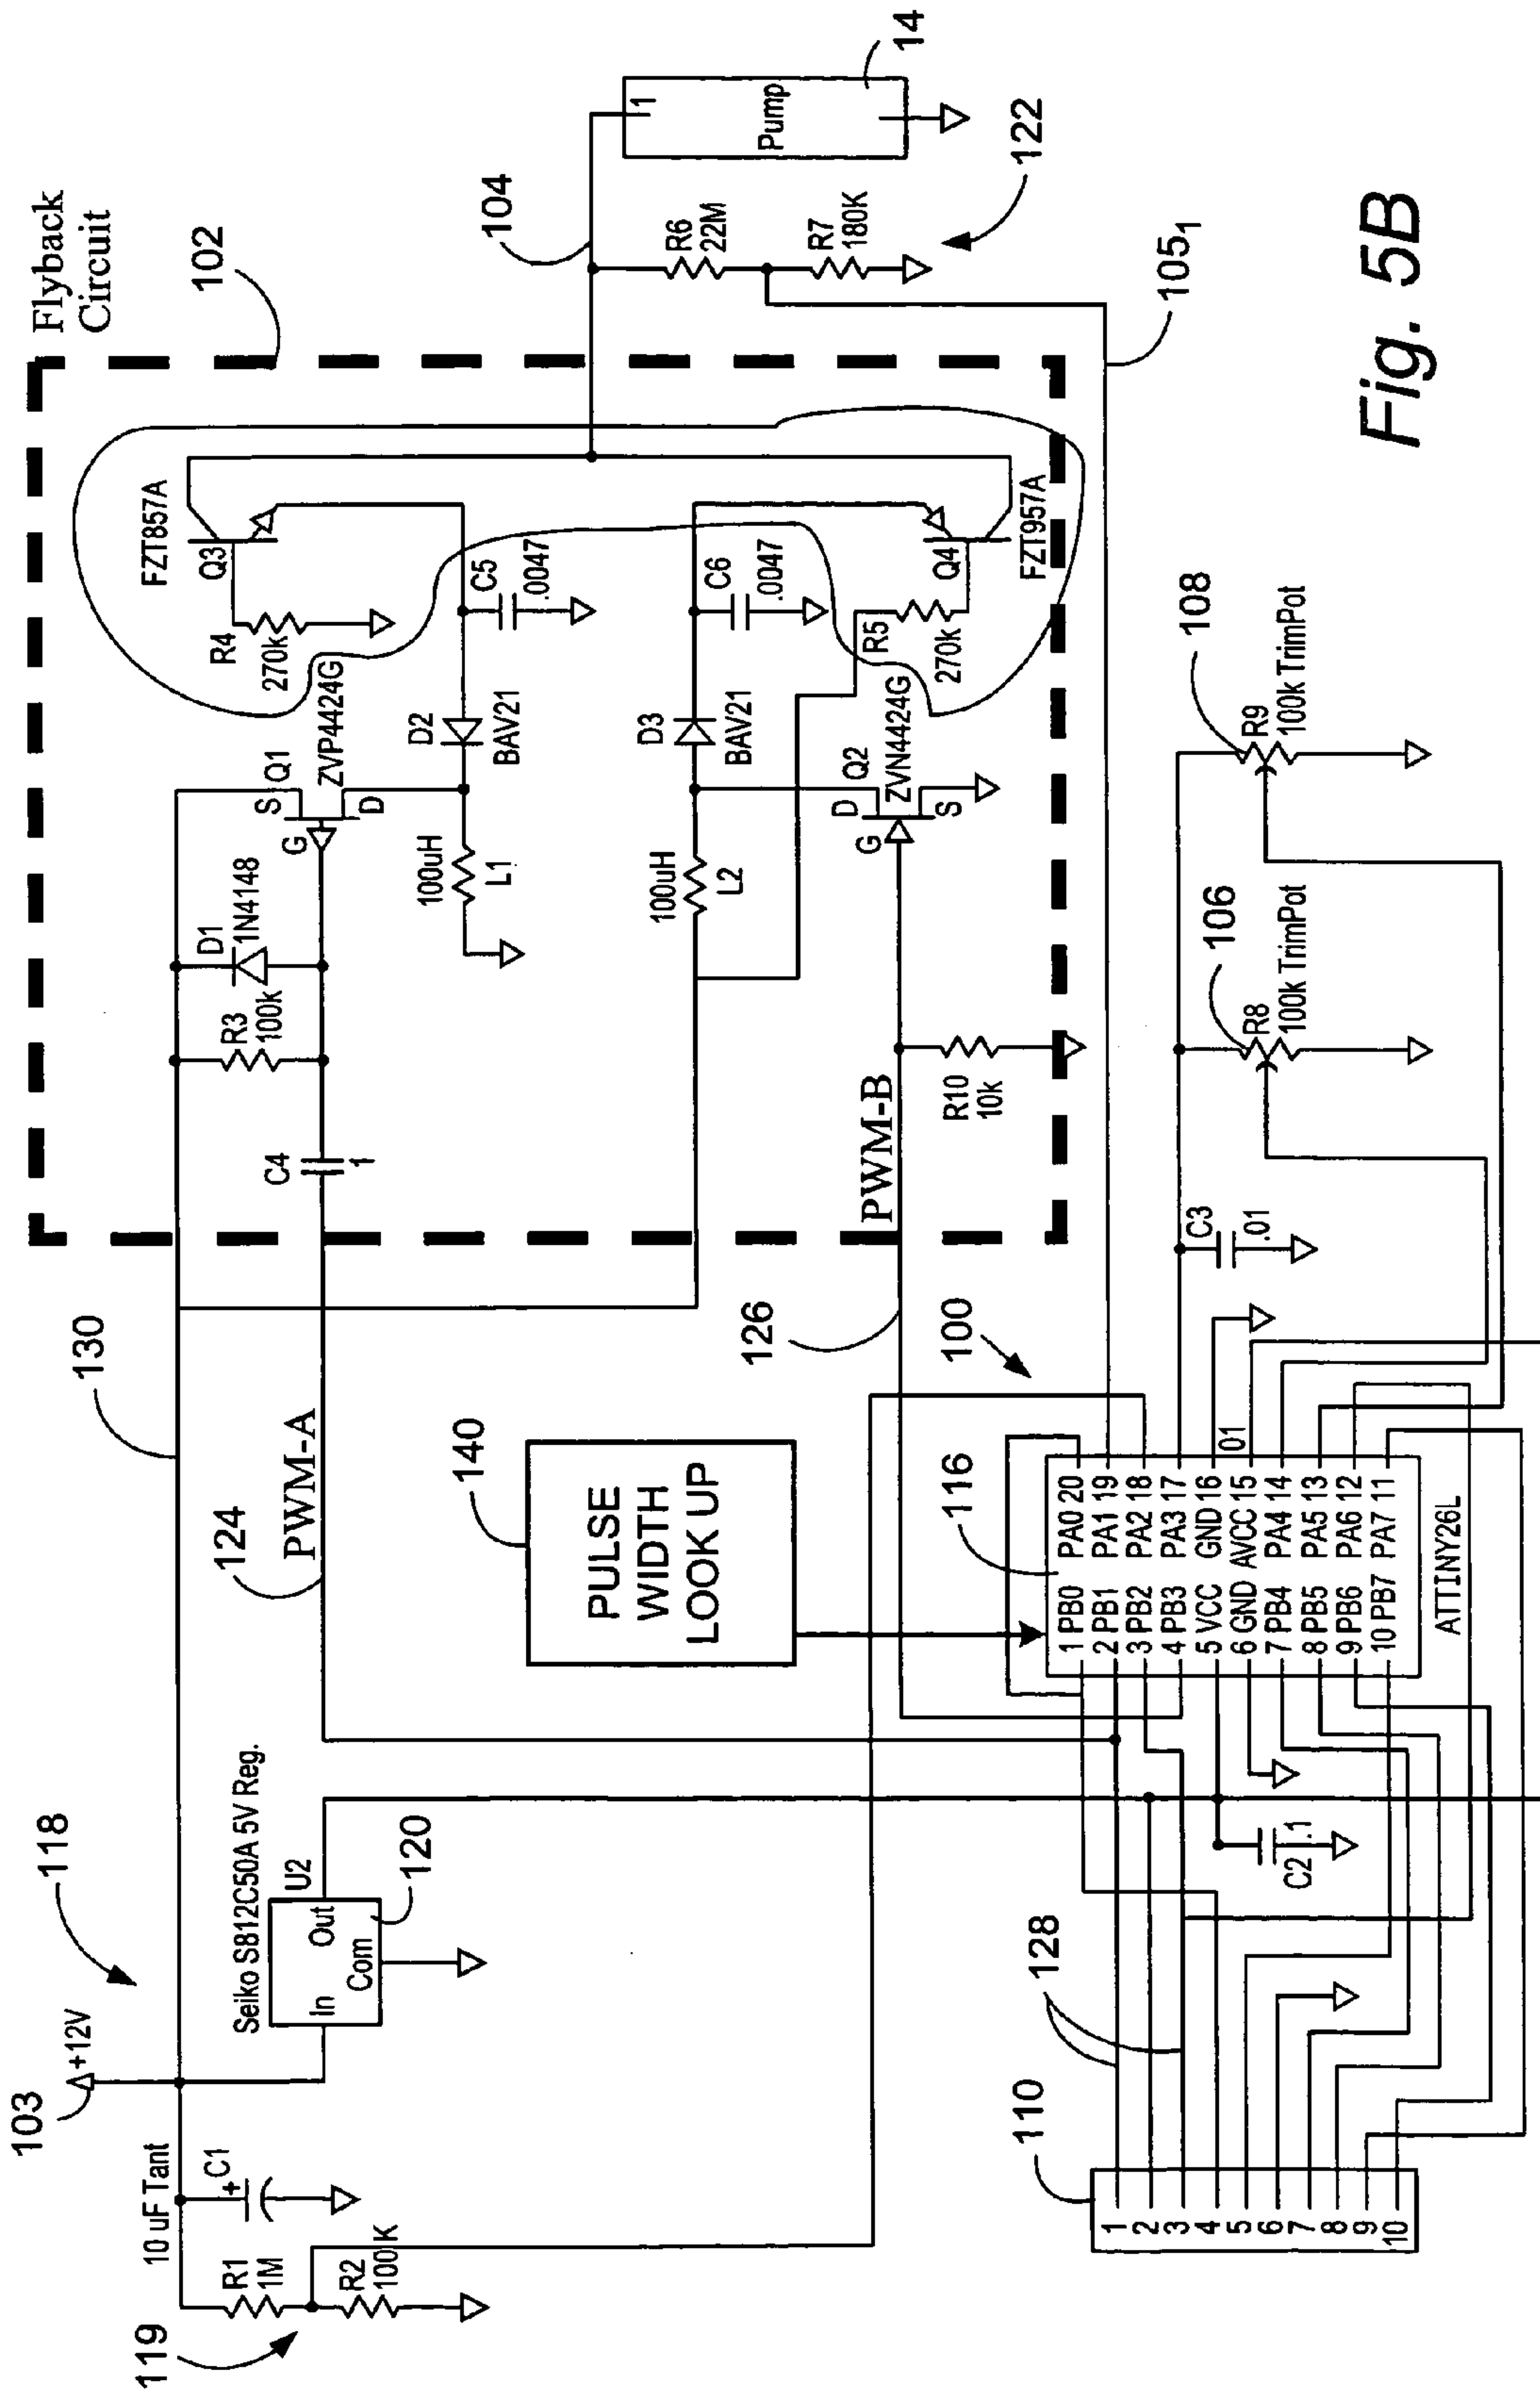 Flyback
Circuit
102
103
+12V
118
130
10 uF Tant
+
C1
R1
1M
R2
100 K
119
Seiko S812C50A 5V Reg.
U2
In
Out
Com
120
124
PWM-A
C4
1
R3
100k
D1
1N4148
G
S
D
Q1
ZVP4424G
R4
270k
Q3
FZT857A
100uH
L1
D2
BAV21
C5
.0047
104
1
Pump
14
R6
22M
R7
180K
122
100uH
L2
D3
BAV21
C6
.0047
R5
270k
Q4
FZT957A
G
D
S
Q2
ZVN4424G
PWM-B
126
R10
10k
105₁
140
PULSE
WIDTH
LOOK UP
100
116
1 PB0 PA0 20
2 PB1 PA1 19
3 PB2 PA2 18
4 PB3 PA3 17
5 VCC GND 16
6 GND AVCC 15
7 PB4 PA4 14
8 PB5 PA5 13
9 PB6 PA6 12
10 PB7 PA7 11
01
ATTINY26L
C3
.01
106
R8
100k TrimPot
108
R9
100k TrimPot
C2
.1
128
110
1
2
3
4
5
6
7
8
9
10
Fig. 5B